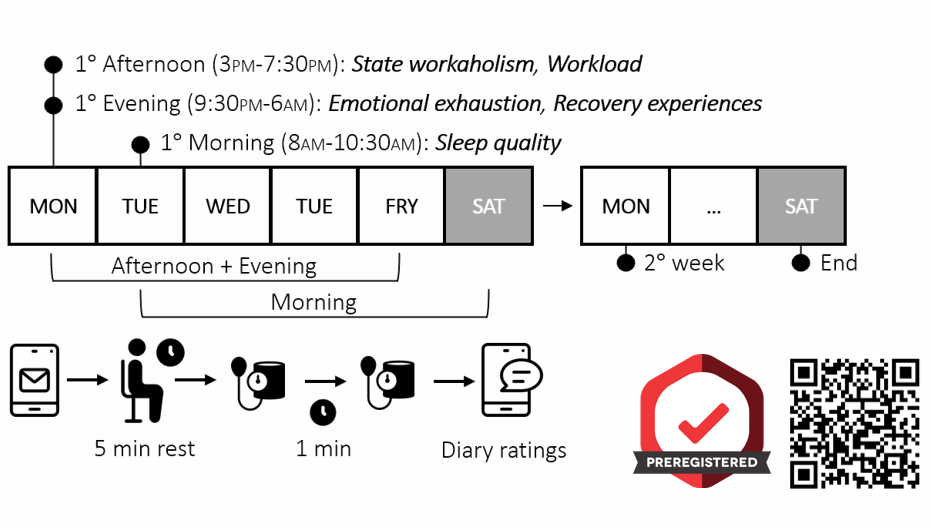 1° Afternoon (3PM-7:30PM): State workaholism, Workload
1° Evening (9:30PM-6AM): Emotional exhaustion, Recovery experiences
1° Morning (8AM-10:30AM): Sleep quality
MON TUE WED TUE FRY SAT MON ... SAT
Afternoon + Evening
2° week
End
Morning
5 min rest
1 min
Diary ratings
PREREGISTERED